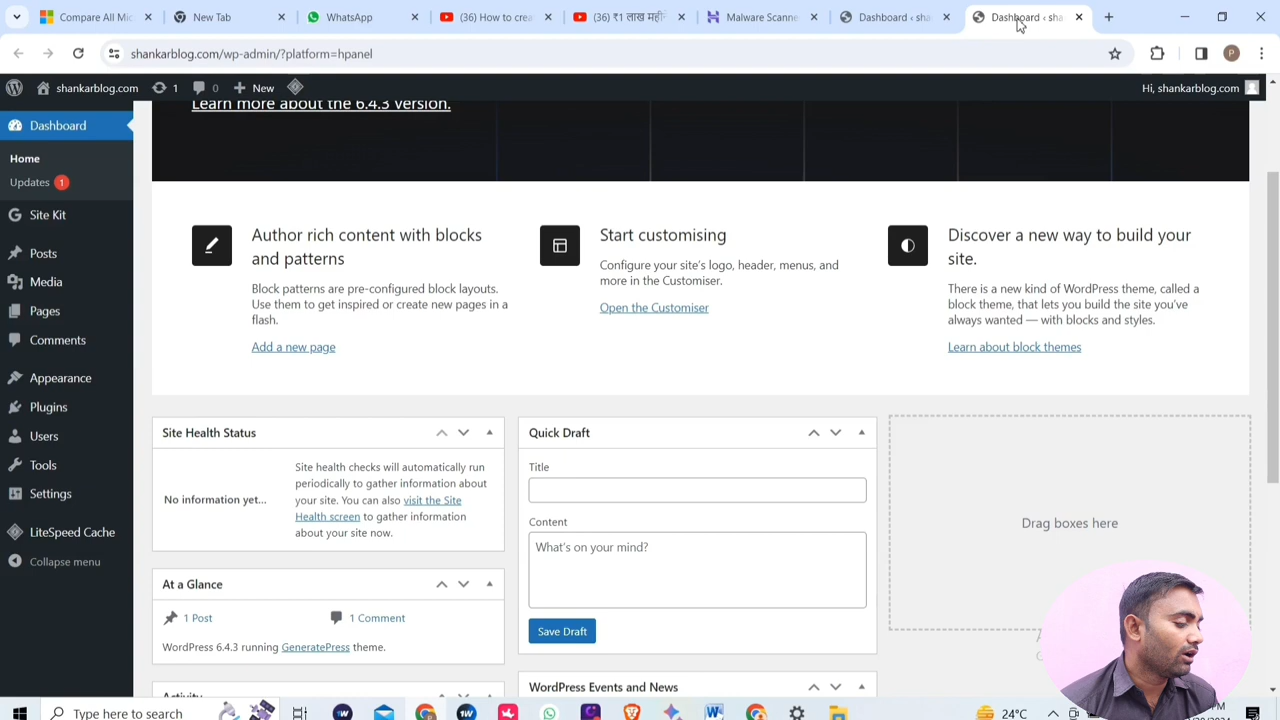 Compare All Mic
New Tab
WhatsApp
(36) How to crea
(36) ₹1 लाख महीन
Malware Scanne
Dashboard ‹ sha
Dashboard ‹ sha
shankarblog.com/wp-admin/?platform=hpanel
P
shankarblog.com
1
0
New
Hi, shankarblog.com
Learn more about the 6.4.3 version.
Dashboard
Home
Updates 1
Site Kit
Posts
Media
Pages
Comments
Appearance
Plugins
Users
Tools
Settings
LiteSpeed Cache
Collapse menu
Author rich content with blocks
and patterns
Block patterns are pre-configured block layouts.
Use them to get inspired or create new pages in a
flash.
Add a new page
Start customising
Configure your site's logo, header, menus, and
more in the Customiser.
Open the Customiser
Discover a new way to build your
site.
There is a new kind of WordPress theme, called a
block theme, that lets you build the site you've
always wanted — with blocks and styles.
Learn about block themes
Site Health Status
No information yet...
Site health checks will automatically run
periodically to gather information about
your site. You can also visit the Site
Health screen to gather information
about your site now.
At a Glance
1 Post
1 Comment
WordPress 6.4.3 running GeneratePress theme.
Activity
Quick Draft
Title
Content
What's on your mind?
Save Draft
WordPress Events and News
Drag boxes here
Type here to search
24°C